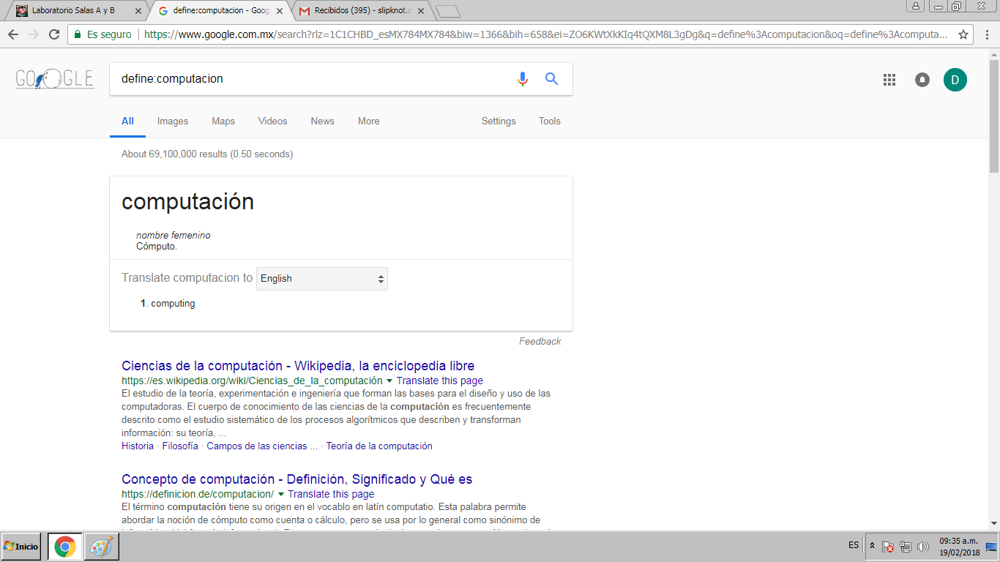 Laboratorio Salas A y B
define:computacion - Goog
Recibidos (395) - slipknot.d
Es seguro
https://www.google.com.mx/search?rlz=1C1CHBD_esMX784MX784&biw=1366&bih=658&ei=ZO6KWtXkKIq4tQXM8L3gDg&q=define%3Acomputacion&oq=define%3Acomputa...
GOOGLE
define:computacion
D
All Images Maps Videos News More Settings Tools
About 69,100,000 results (0.50 seconds)
computación
nombre femenino
Cómputo.
Translate computacion to English
1. computing
Feedback
Ciencias de la computación - Wikipedia, la enciclopedia libre
https://es.wikipedia.org/wiki/Ciencias_de_la_computación Translate this page
El estudio de la teoría, experimentación e ingeniería que forman las bases para el diseño y uso de las
computadoras. El cuerpo de conocimiento de las ciencias de la computación es frecuentemente
descrito como el estudio sistemático de los procesos algorítmicos que describen y transforman
información: su teoría, ...
Historia · Filosofía · Campos de las ciencias ... · Teoría de la computación
Concepto de computación - Definición, Significado y Qué es
https://definicion.de/computacion/ Translate this page
El término computación tiene su origen en el vocablo en latín computatio. Esta palabra permite
abordar la noción de cómputo como cuenta o cálculo, pero se usa por lo general como sinónimo de
Inicio
ES
09:35 a.m.
19/02/2018